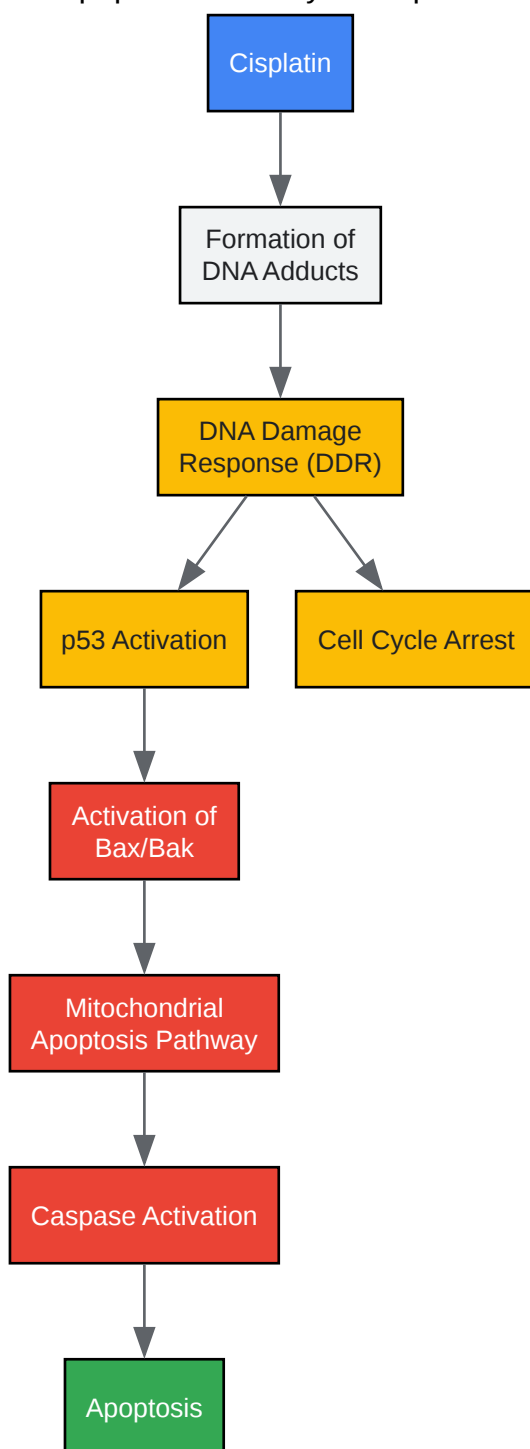 Cisplatin
Formation of
DNA Adducts
DNA Damage
Response (DDR)
p53 Activation
Cell Cycle Arrest
Activation of
Bax/Bak
Mitochondrial
Apoptosis Pathway
Caspase Activation
Apoptosis